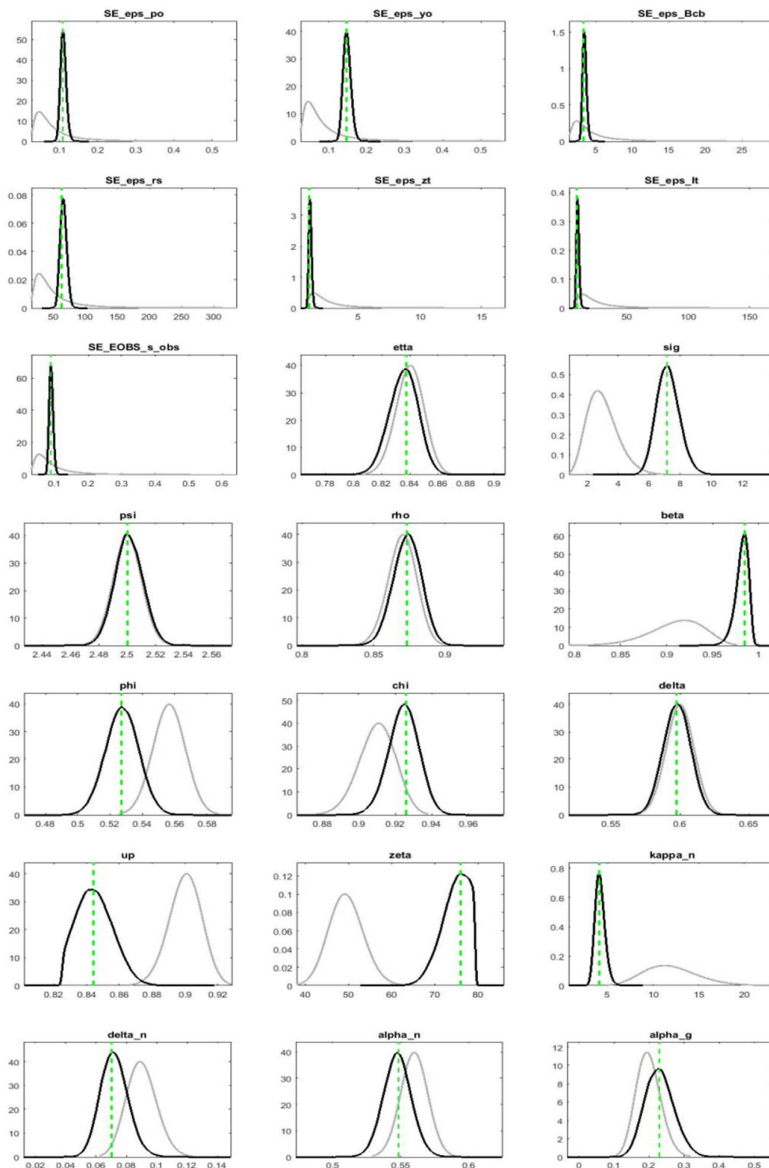 SE_eps_po SE_eps_yo SE_eps_Bcb
50 40 1.5
40 30
30 20 1
20 10 0.5
10
0 0 0
0.1 0.2 0.3 0.4 0.5 0.1 0.2 0.3 0.4 0.5 5 15 25
SE_eps_rs SE_eps_zt SE_eps_lt
0.08 3 0.4
0.06 0.3
0.04 2 0.2
0.02 1 0.1
0 0 0
50 100 150 200 250 300 5 10 15 50 100 150
SE_EOBS_s_obs etta sig
60 40 0.5
30 0.4
40 20 0.3
20 10 0.2
0.1
0 0 0
0.1 0.2 0.3 0.4 0.5 0.6 0.78 0.8 0.82 0.84 0.86 0.88 0.9 2 4 6 8 10 12
psi rho beta
40 40 60
30 30 50
40
20 20 30
10 10 20
10
0 0 0
2.44 2.46 2.48 2.5 2.52 2.54 2.56 0.8 0.85 0.9 0.8 0.85 0.9 0.95 1
phi chi delta
40 50 40
30 40 30
20 30 20
10 20 10
10
0 0 0
0.48 0.5 0.52 0.54 0.56 0.58 0.88 0.9 0.92 0.94 0.96 0.55 0.6 0.65
up zeta kappa_n
40 0.12 0.8
0.1
30 0.08 0.6
20 0.06 0.4
10 0.04 0.2
0.02
0 0 0
0.82 0.84 0.86 0.88 0.9 0.92 40 50 60 70 80 5 10 15 20
delta_n alpha_n alpha_g
40 40 12
30 30 10
8
20 20 6
10 10 4
2
0 0 0
0.02 0.04 0.06 0.08 0.1 0.12 0.14 0.5 0.55 0.6 0 0.1 0.2 0.3 0.4 0.5